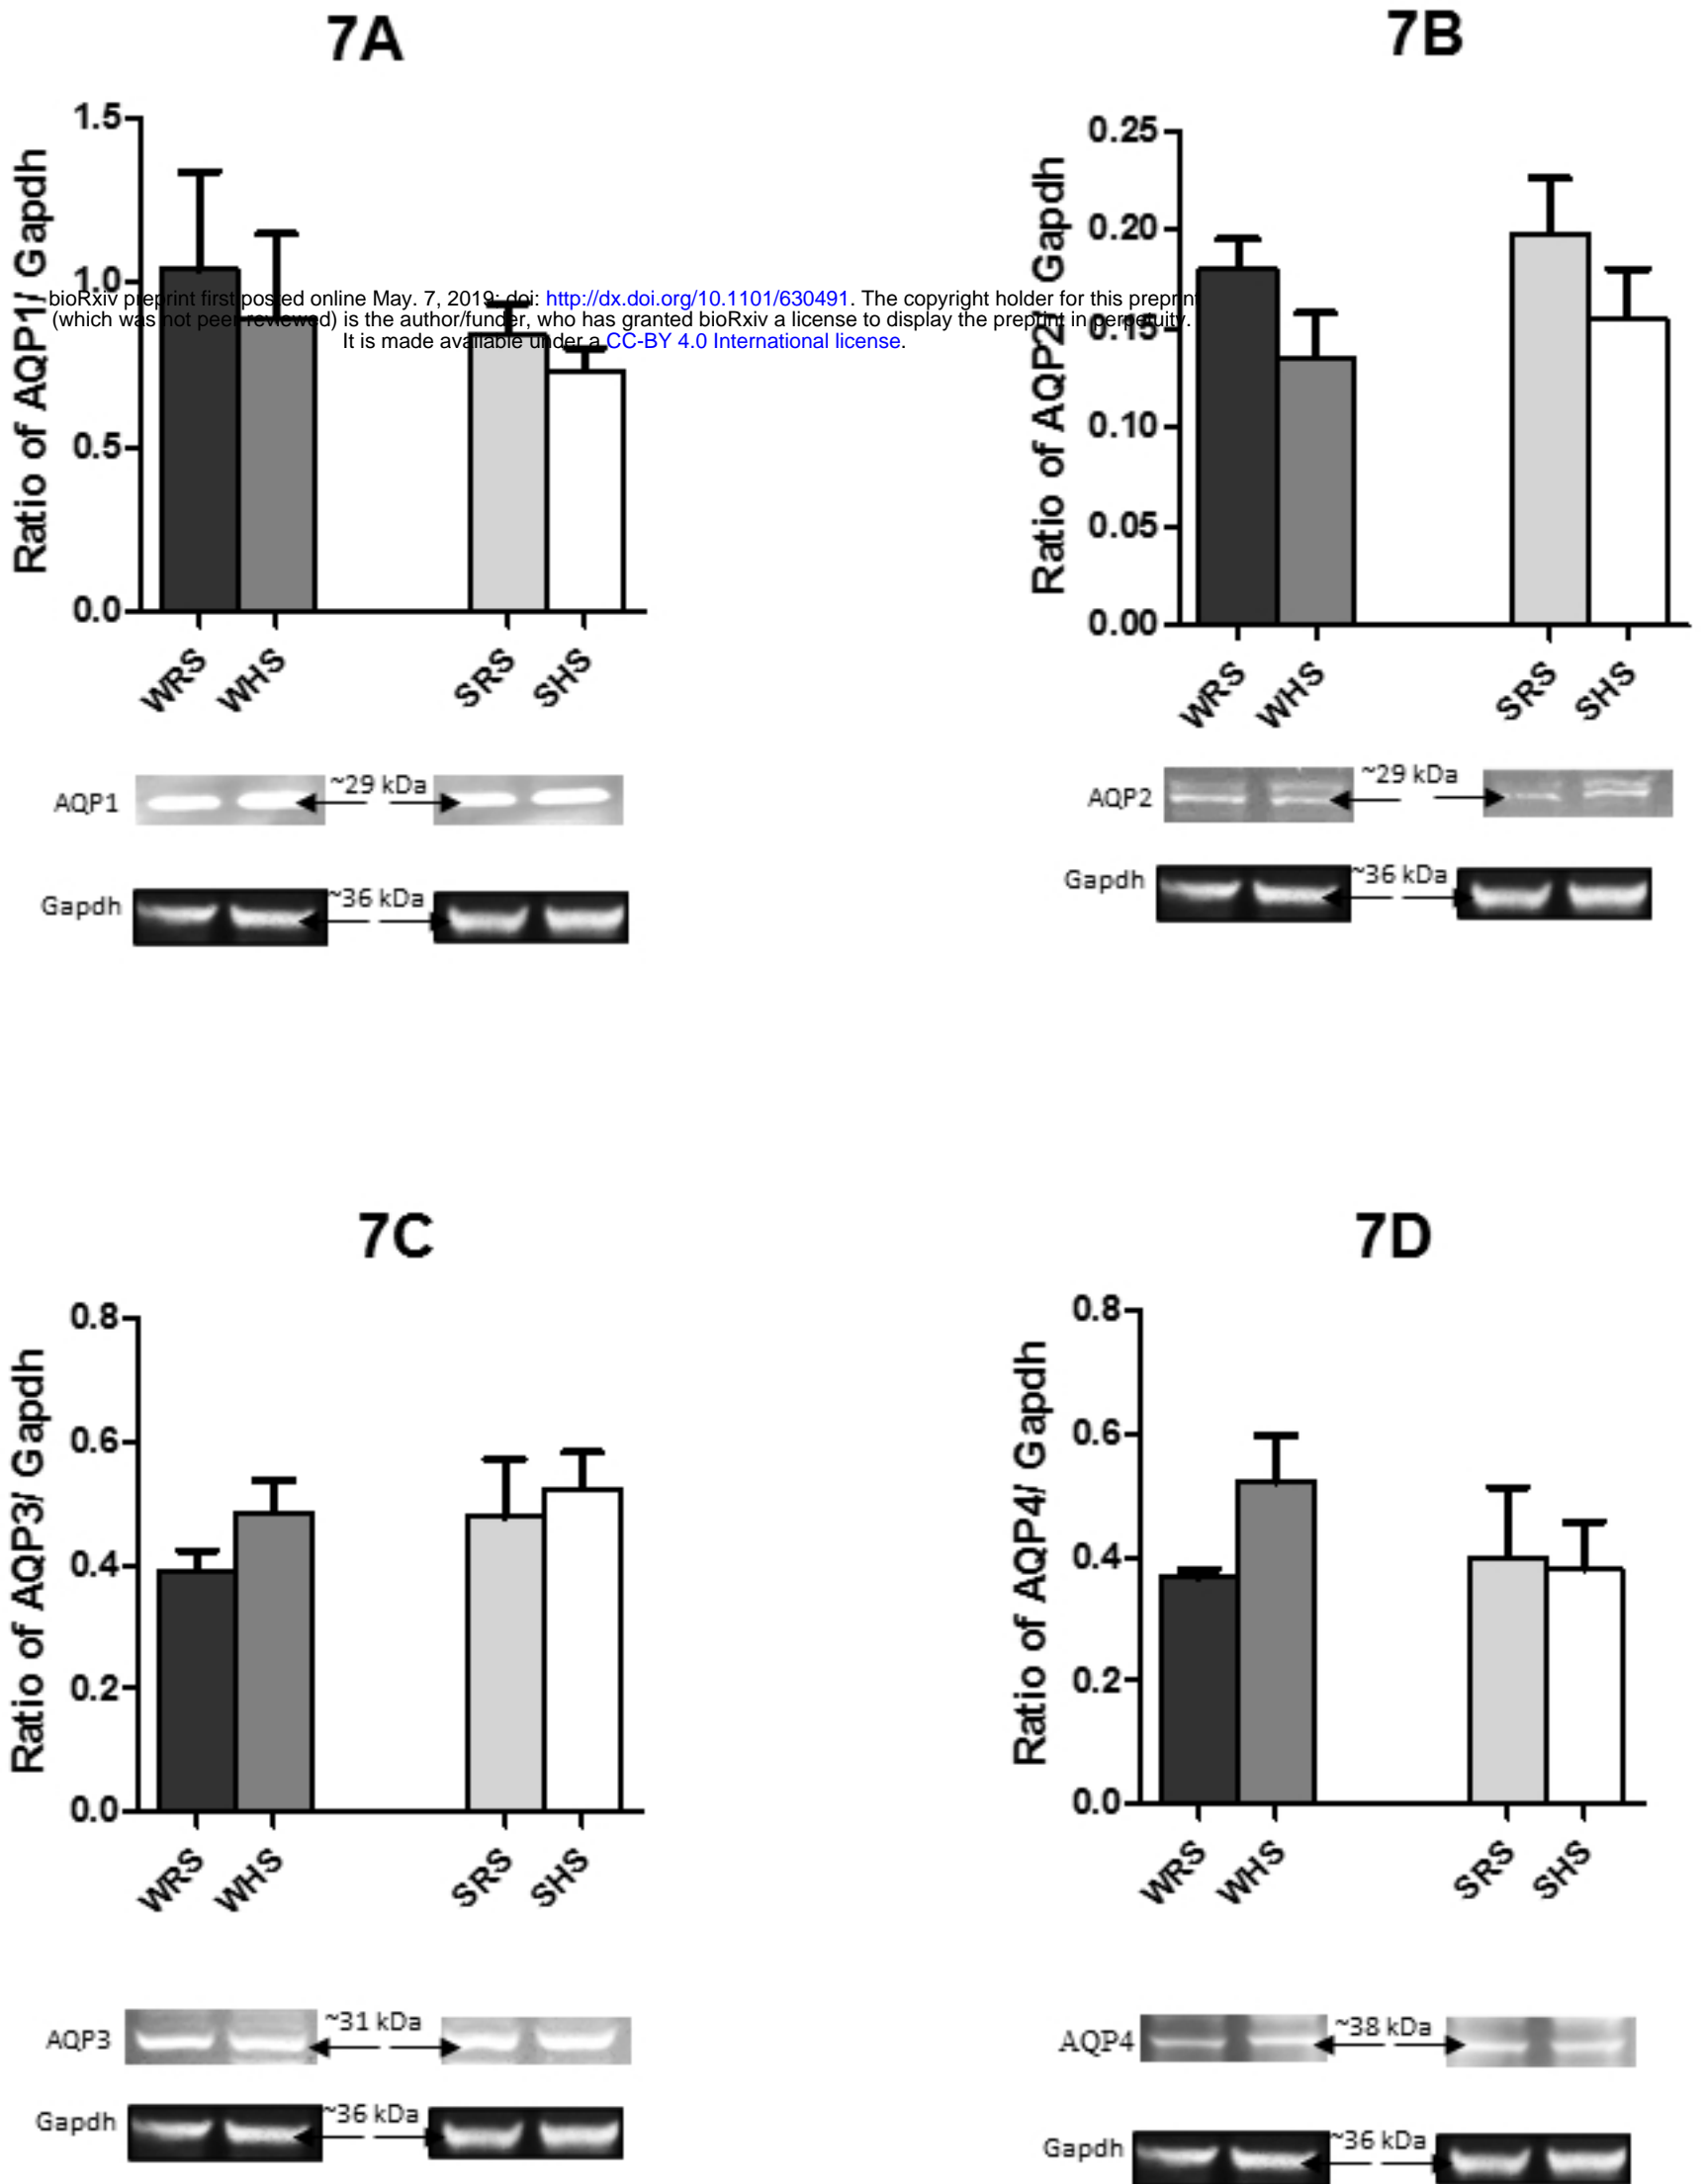 7A
7B
Ratio of AQP1/ Gapdh
1.5
1.0
0.5
0.0
WRS
WHS
SRS
SHS
Ratio of AQP2/ Gapdh
0.25
0.20
0.15
0.10
0.05
0.00
WRS
WHS
SRS
SHS
bioRxiv preprint first posted online May. 7, 2019; doi: http://dx.doi.org/10.1101/630491. The copyright holder for this preprint
(which was not peer-reviewed) is the author/funder, who has granted bioRxiv a license to display the preprint in perpetuity.
It is made available under a CC-BY 4.0 International license.
AQP1
~29 kDa
Gapdh
~36 kDa
AQP2
~29 kDa
Gapdh
~36 kDa
7C
7D
Ratio of AQP3/ Gapdh
0.8
0.6
0.4
0.2
0.0
WRS
WHS
SRS
SHS
Ratio of AQP4/ Gapdh
0.8
0.6
0.4
0.2
0.0
WRS
WHS
SRS
SHS
AQP3
~31 kDa
Gapdh
~36 kDa
AQP4
~38 kDa
Gapdh
~36 kDa